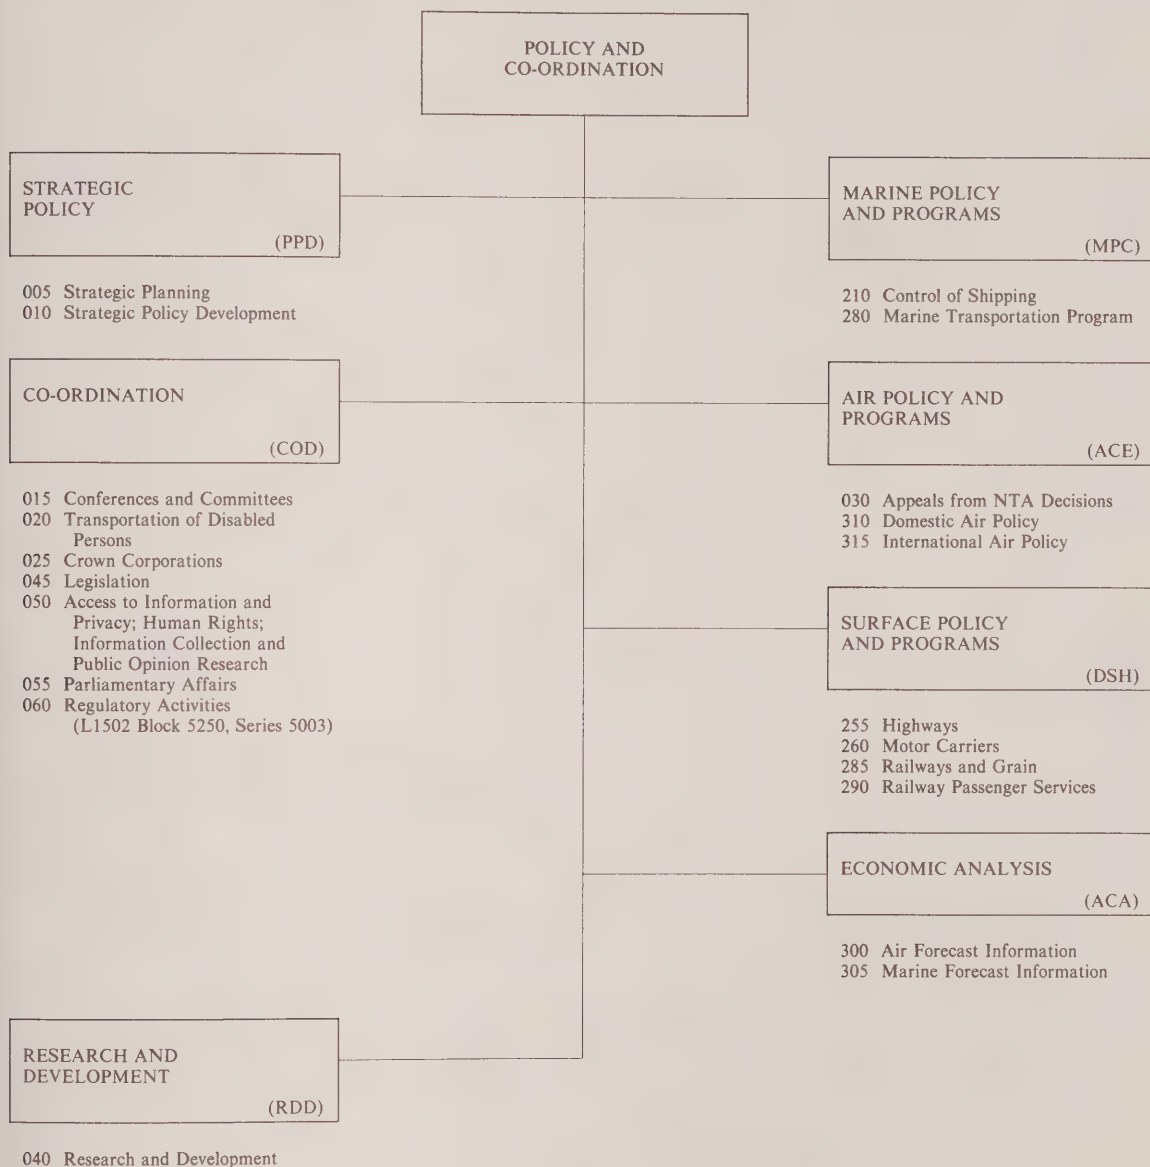 POLICY AND
CO-ORDINATION
STRATEGIC
POLICY
(PPD)
005 Strategic Planning
010 Strategic Policy Development
CO-ORDINATION
(COD)
015 Conferences and Committees
020 Transportation of Disabled
Persons
025 Crown Corporations
045 Legislation
050 Access to Information and
Privacy; Human Rights;
Information Collection and
Public Opinion Research
055 Parliamentary Affairs
060 Regulatory Activities
(L1502 Block 5250, Series 5003)
RESEARCH AND
DEVELOPMENT
(RDD)
040 Research and Development
MARINE POLICY
AND PROGRAMS
(MPC)
210 Control of Shipping
280 Marine Transportation Program
AIR POLICY AND
PROGRAMS
(ACE)
030 Appeals from NTA Decisions
310 Domestic Air Policy
315 International Air Policy
SURFACE POLICY
AND PROGRAMS
(DSH)
255 Highways
260 Motor Carriers
285 Railways and Grain
290 Railway Passenger Services
ECONOMIC ANALYSIS
(ACA)
300 Air Forecast Information
305 Marine Forecast Information